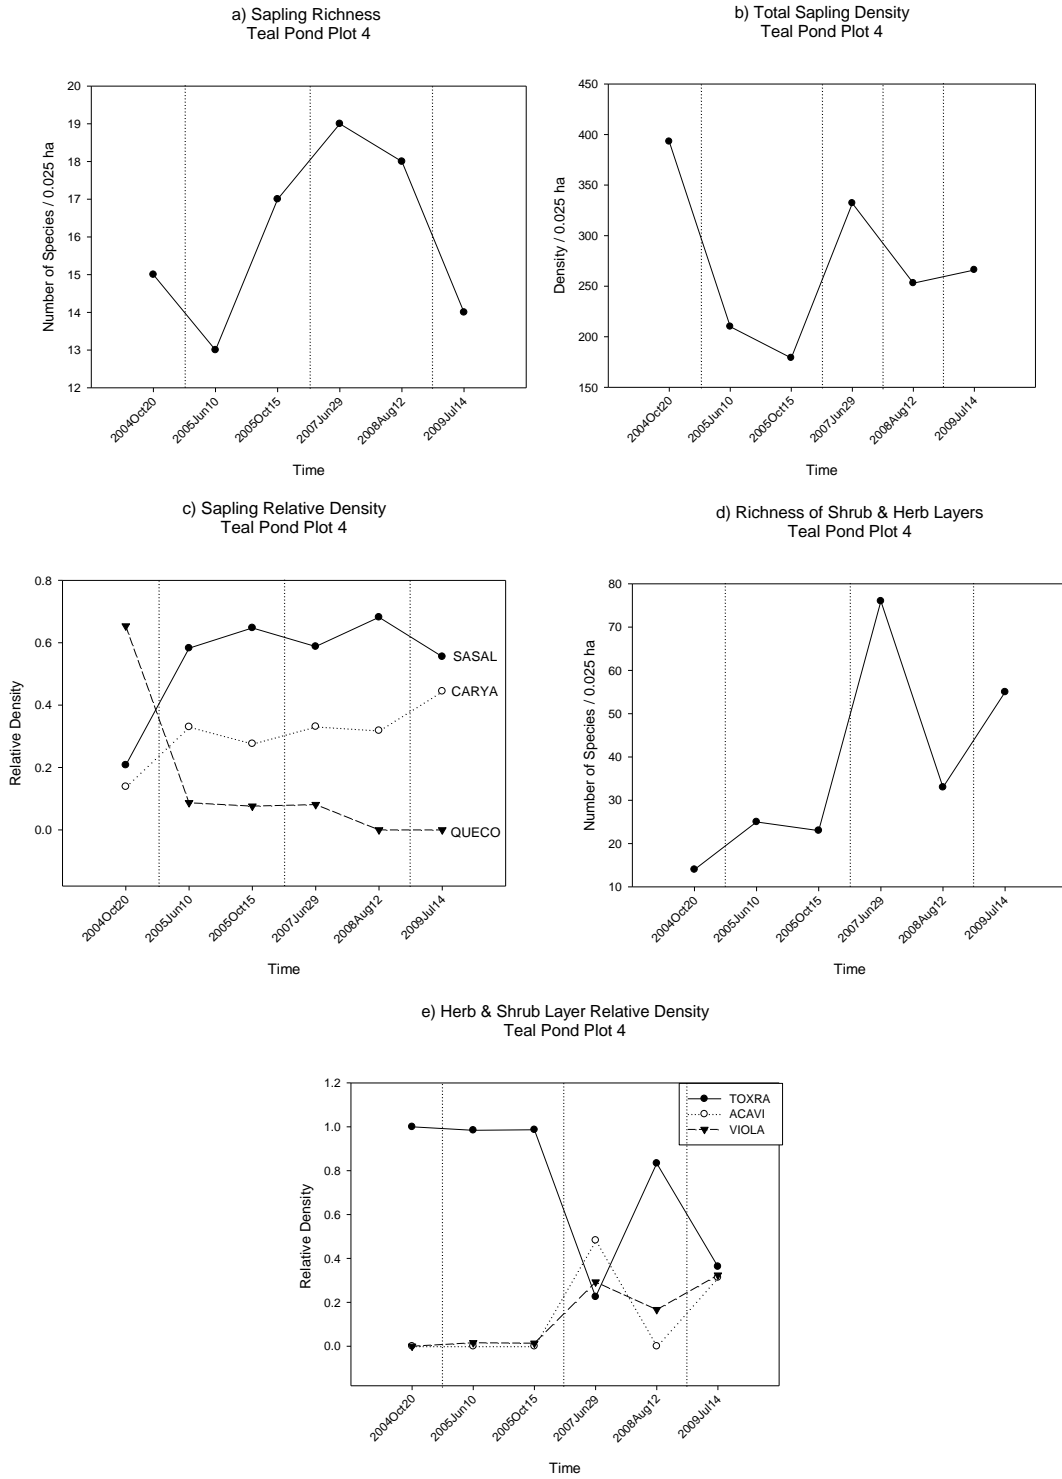 a) Sapling Richness
Teal Pond Plot 4
Number of Species / 0.025 ha
20
19
18
17
16
15
14
13
12
2004Oct20
2005Jun10
2005Oct15
2007Jun29
2008Aug12
2009Jul14
Time
b) Total Sapling Density
Teal Pond Plot 4
Density / 0.025 ha
450
400
350
300
250
200
150
2004Oct20
2005Jun10
2005Oct15
2007Jun29
2008Aug12
2009Jul14
Time
c) Sapling Relative Density
Teal Pond Plot 4
Relative Density
0.8
0.6
0.4
0.2
0.0
SASAL
CARYA
QUECO
2004Oct20
2005Jun10
2005Oct15
2007Jun29
2008Aug12
2009Jul14
Time
d) Richness of Shrub & Herb Layers
Teal Pond Plot 4
Number of Species / 0.025 ha
80
70
60
50
40
30
20
10
2004Oct20
2005Jun10
2005Oct15
2007Jun29
2008Aug12
2009Jul14
Time
e) Herb & Shrub Layer Relative Density
Teal Pond Plot 4
Relative Density
1.2
1.0
0.8
0.6
0.4
0.2
0.0
TOXRA
ACAVI
VIOLA
2004Oct20
2005Jun10
2005Oct15
2007Jun29
2008Aug12
2009Jul14
Time